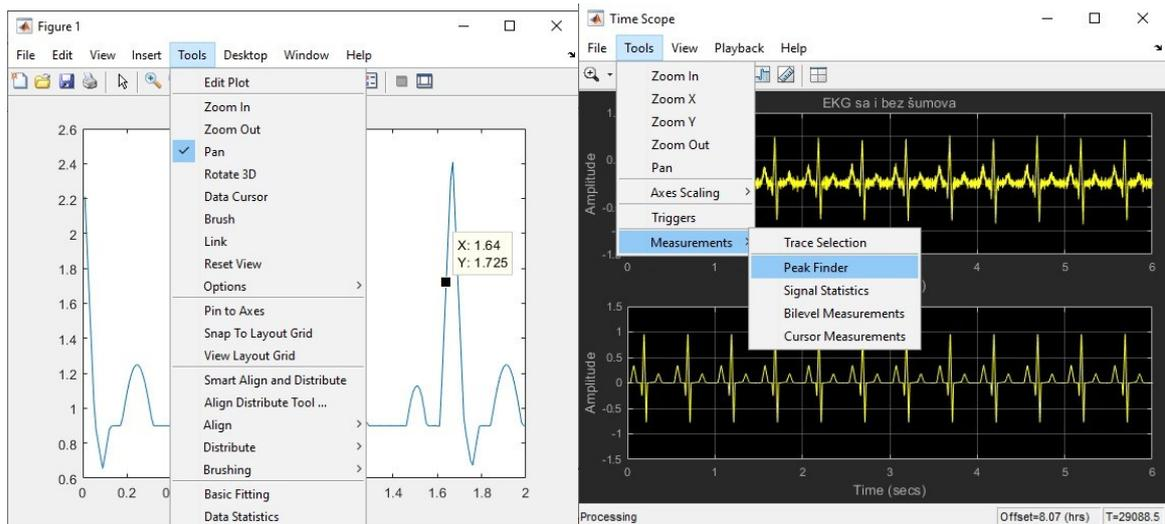 Figure 1
File Edit View Insert Tools Desktop Window Help
Edit Plot
Zoom In
Zoom Out
Pan
Rotate 3D
Data Cursor
Brush
Link
Reset View
Options
Pin to Axes
Snap To Layout Grid
View Layout Grid
Smart Align and Distribute
Align Distribute Tool ...
Align
Distribute
Brushing
Basic Fitting
Data Statistics
2.6
2.4
2.2
2
1.8
1.6
1.4
1.2
1
0.8
0.6
X: 1.64
Y: 1.725
0 0.2 0 1.4 1.6 1.8 2
Time Scope
File Tools View Playback Help
Zoom In
Zoom X
Zoom Y
Zoom Out
Pan
Axes Scaling
Triggers
Measurements
Trace Selection
Peak Finder
Signal Statistics
Bilevel Measurements
Cursor Measurements
EKG sa i bez šumova
Amplitude
1.
0.
-0.
-1.
0 4 5 6
)
Amplitude
1.5
1
0.5
0
-0.5
-1
-1.5
0 1 2 3 4 5 6
Time (secs)
Processing
Offset=8.07 (hrs) T=29088.5